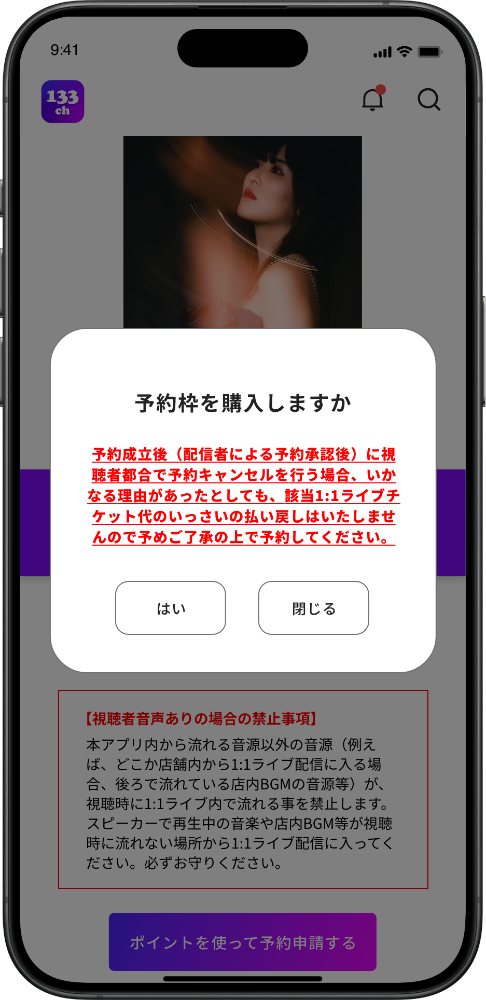 9:41
133
ch
予約枠を購入しますか
予約成立後（配信者による予約承認後）に視
聴者都合で予約キャンセルを行う場合、いか
なる理由があったとしても、該当1:1ライブチ
ケット代のいっさいの払い戻しはいたしませ
んので予めご了承の上で予約してください。
はい
閉じる
【視聴者音声ありの場合の禁止事項】
本アプリ内から流れる音源以外の音源（例え
ば、どこか店舗内から1:1ライブ配信に入る場
合、後ろで流れている店内BGMの音源等）が、
視聴時に1:1ライブ内で流れる事を禁止します。
スピーカーで再生中の音楽や店内BGM等が視聴
時に流れない場所から1:1ライブ配信に入ってく
ださい。必ずお守りください。
ポイントを使って予約申請する